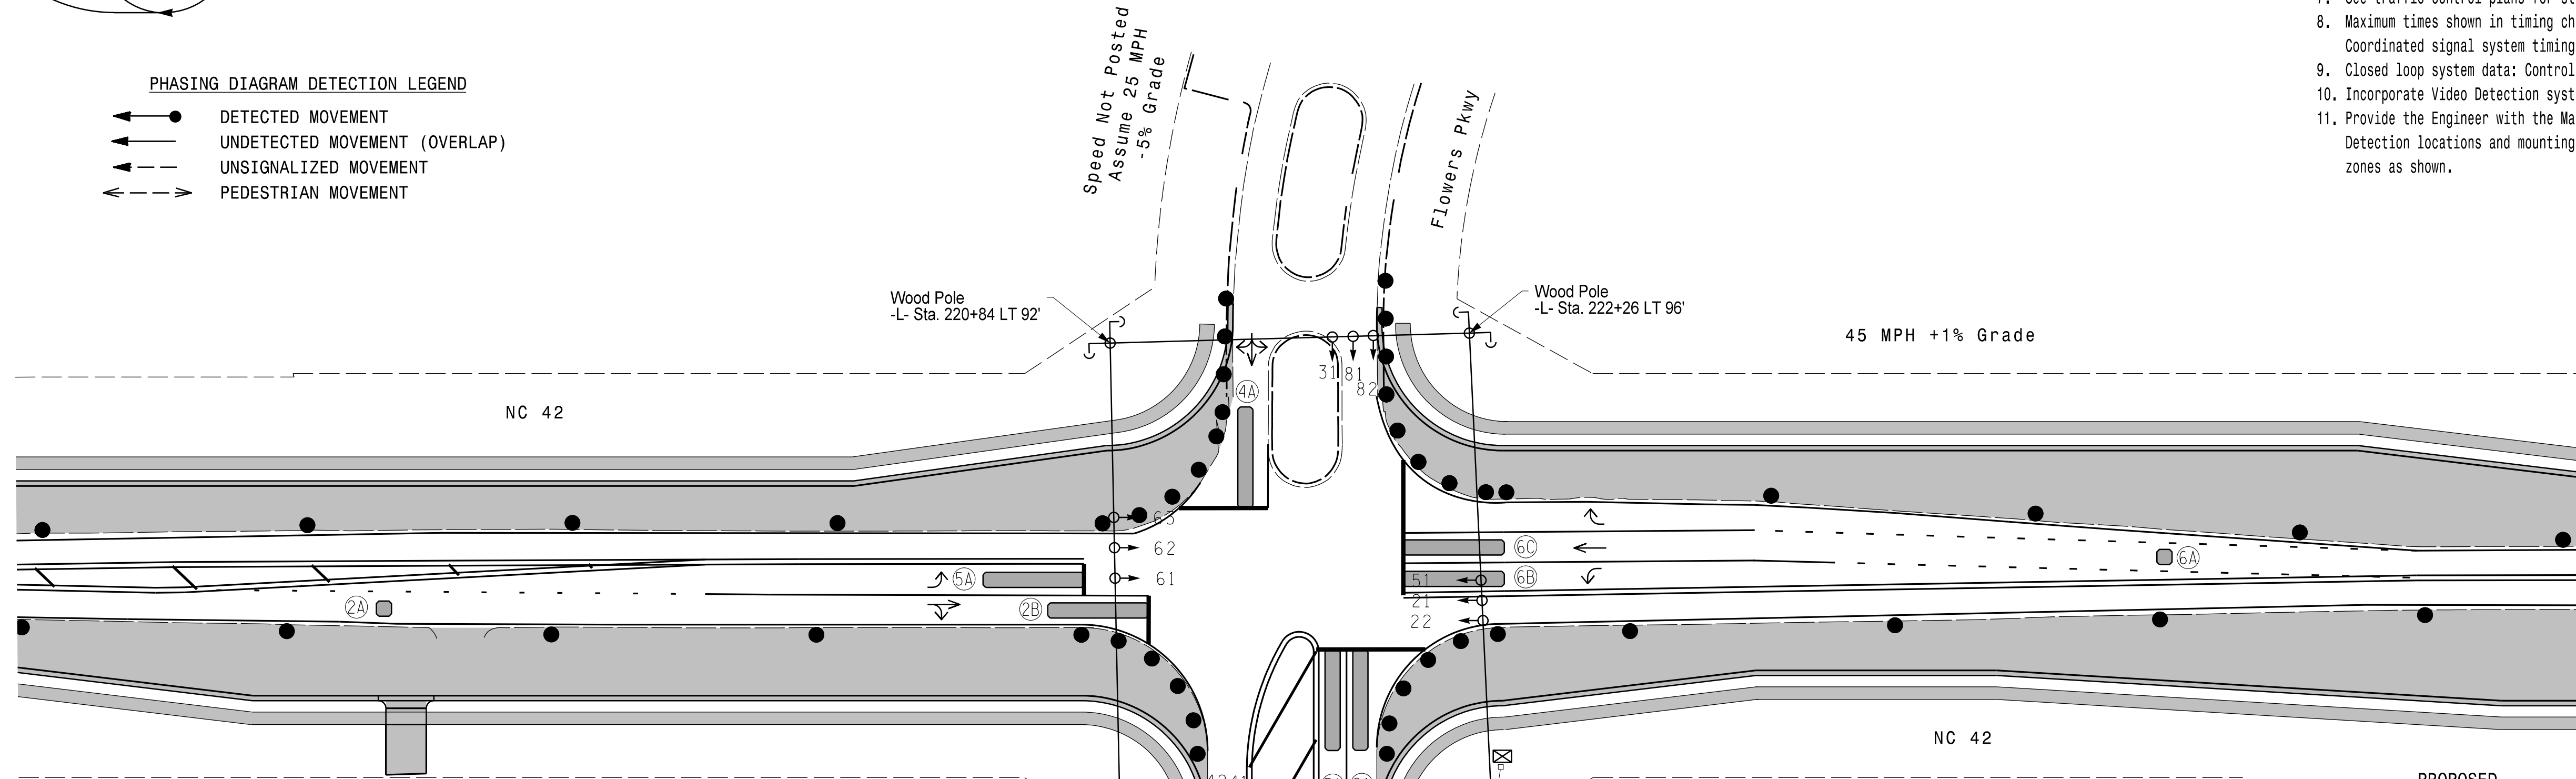 PHASING DIAGRAM DETECTION LEGEND
DETECTED MOVEMENT
UNDETECTED MOVEMENT (OVERLAP)
UNSIGNALIZED MOVEMENT
PEDESTRIAN MOVEMENT
Speed Not Posted
Assume 25 MPH
-5% Grade
Flowers Pkwy
8. Maximum times shown in timing ch
Coordinated signal system timing
9. Closed loop system data: Control
10. Incorporate Video Detection syst
11. Provide the Engineer with the Ma
Detection locations and mounting
zones as shown.
Wood Pole
-L- Sta. 220+84 LT 92'
Wood Pole
-L- Sta. 222+26 LT 96'
45 MPH +1% Grade
31 81
82
4A
NC 42
63
62
61
5A
2A
2B
6C
6B
6A
51
21
22
NC 42